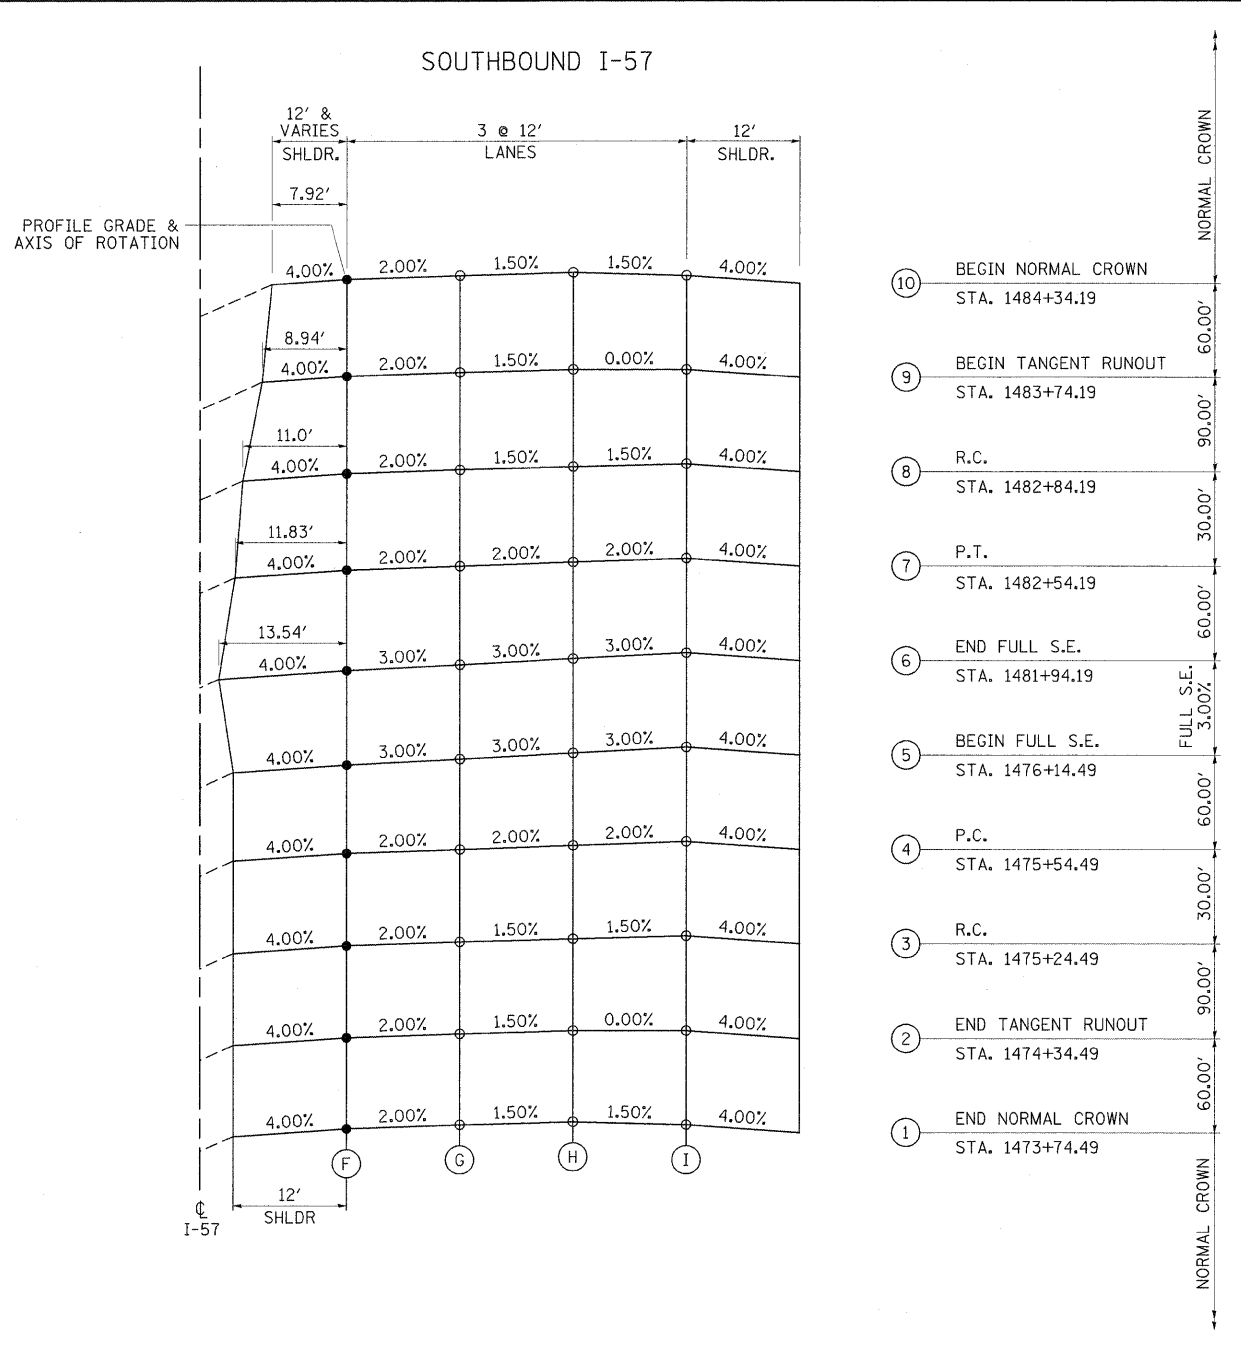 SOUTHBOUND I-57
12' &
VARIES
SHLDR.
3 @ 12'
LANES
12'
SHLDR.
7.92'
PROFILE GRADE &
AXIS OF ROTATION
NORMAL CROWN
4.00% 2.00% 1.50% 1.50% 4.00%
10 BEGIN NORMAL CROWN
STA. 1484+34.19
60.00'
8.94'
4.00% 2.00% 1.50% 0.00% 4.00%
9 BEGIN TANGENT RUNOUT
STA. 1483+74.19
90.00'
11.0'
4.00% 2.00% 1.50% 1.50% 4.00%
8 R.C.
STA. 1482+84.19
30.00'
11.83'
4.00% 2.00% 2.00% 2.00% 4.00%
7 P.T.
STA. 1482+54.19
60.00'
13.54'
4.00% 3.00% 3.00% 3.00% 4.00%
6 END FULL S.E.
STA. 1481+94.19
FULL S.E.
3.00%
4.00% 3.00% 3.00% 3.00% 4.00%
5 BEGIN FULL S.E.
STA. 1476+14.49
60.00'
4.00% 2.00% 2.00% 2.00% 4.00%
4 P.C.
STA. 1475+54.49
30.00'
4.00% 2.00% 1.50% 1.50% 4.00%
3 R.C.
STA. 1475+24.49
90.00'
4.00% 2.00% 1.50% 0.00% 4.00%
2 END TANGENT RUNOUT
STA. 1474+34.49
60.00'
4.00% 2.00% 1.50% 1.50% 4.00%
1 END NORMAL CROWN
STA. 1473+74.49
F G H I
12'
SHLDR
℄
I-57
NORMAL CROWN